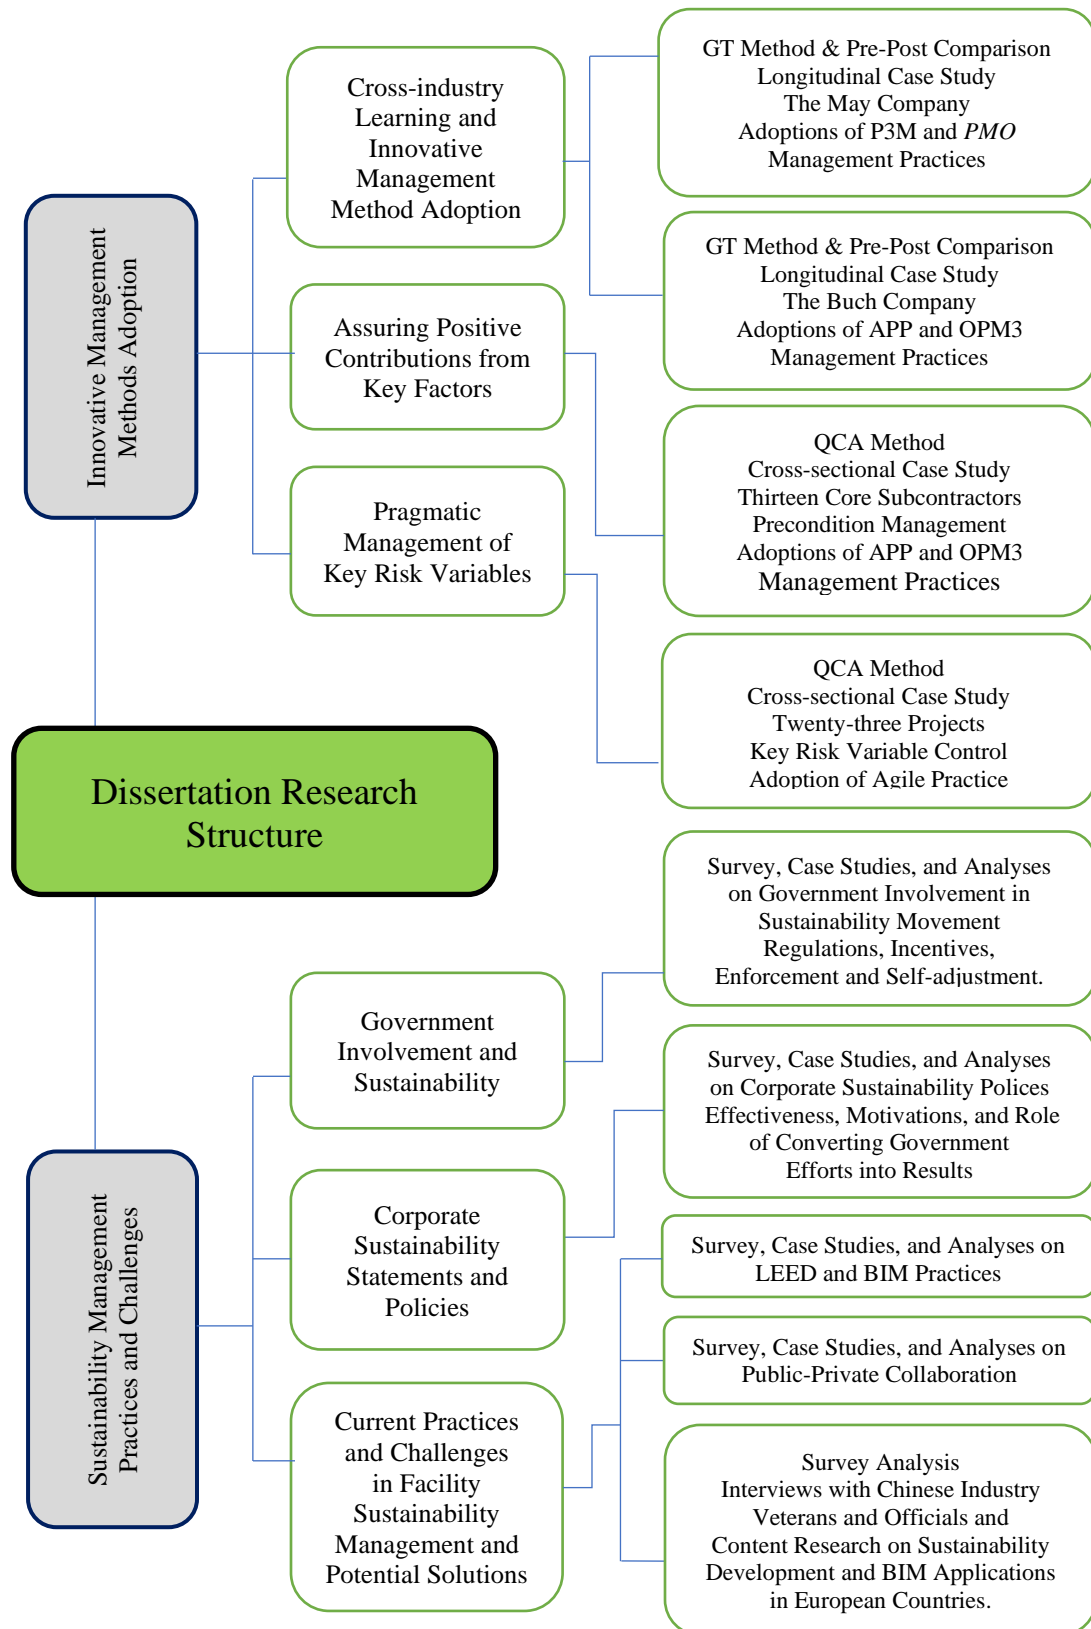 GT Method & Pre-Post Comparison
Longitudinal Case Study
The May Company
Adoptions of P3M and PMO
Management Practices
Cross-industry
Learning and
Innovative
Management
Method Adoption
GT Method & Pre-Post Comparison
Longitudinal Case Study
The Buch Company
Adoptions of APP and OPM3
Management Practices
Innovative Management
Methods Adoption
Assuring Positive
Contributions from
Key Factors
QCA Method
Cross-sectional Case Study
Thirteen Core Subcontractors
Precondition Management
Adoptions of APP and OPM3
Management Practices
Pragmatic
Management of
Key Risk Variables
QCA Method
Cross-sectional Case Study
Twenty-three Projects
Key Risk Variable Control
Adoption of Agile Practice
Dissertation Research
Structure
Survey, Case Studies, and Analyses
on Government Involvement in
Sustainability Movement
Regulations, Incentives,
Enforcement and Self-adjustment.
Government
Involvement and
Sustainability
Survey, Case Studies, and Analyses
on Corporate Sustainability Polices
Effectiveness, Motivations, and Role
of Converting Government
Efforts into Results
Sustainability Management
Practices and Challenges
Corporate
Sustainability
Statements and
Policies
Survey, Case Studies, and Analyses on
LEED and BIM Practices
Survey, Case Studies, and Analyses on
Public-Private Collaboration
Current Practices
and Challenges
in Facility
Sustainability
Management and
Potential Solutions
Survey Analysis
Interviews with Chinese Industry
Veterans and Officials and
Content Research on Sustainability
Development and BIM Applications
in European Countries.